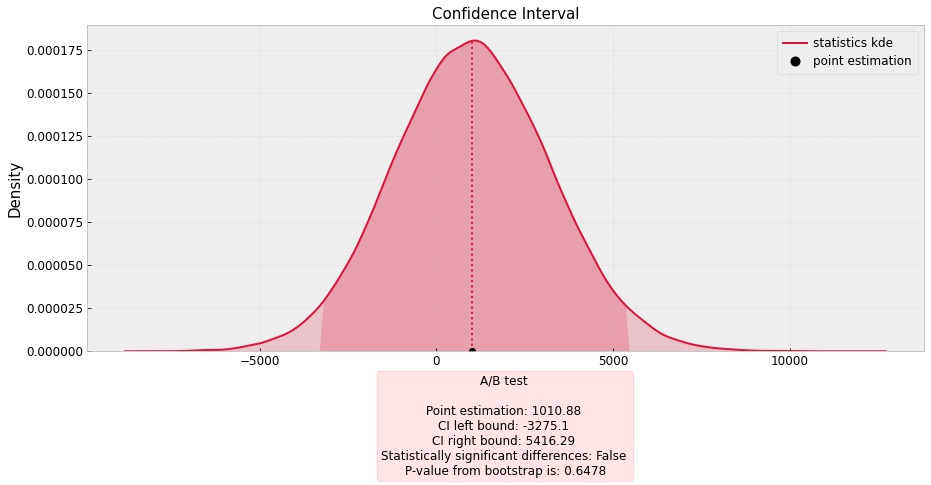 Confidence Interval
statistics kde
point estimation
Density
0.000175
0.000150
0.000125
0.000100
0.000075
0.000050
0.000025
0.000000
−5000
0
5000
10000
A/B test
Point estimation: 1010.88
CI left bound: -3275.1
CI right bound: 5416.29
Statistically significant differences: False
P-value from bootstrap is: 0.6478